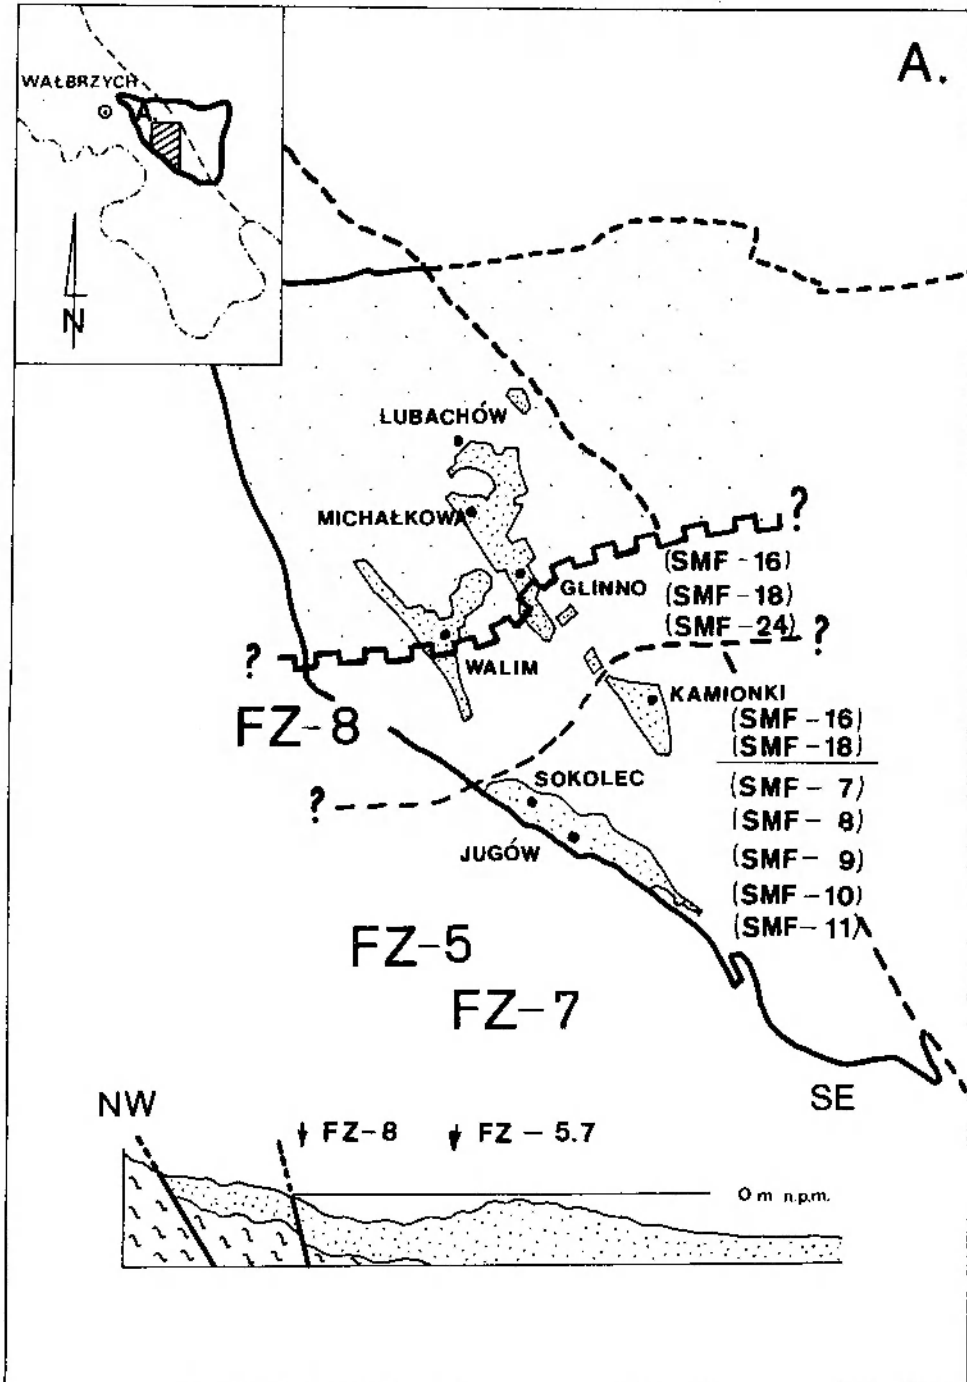 A.
WAŁBRZYCH
A.
N
LUBACHÓW
MICHAŁKOWA
?
GLINNO
(SMF-16)
(SMF-18)
(SMF-24)
?
?
WALIM
KAMIONKI
FZ-8
(SMF-16)
(SMF-18)
SOKOLEC
?
(SMF-7)
(SMF-8)
JUGÓW
(SMF-9)
(SMF-10)
(SMF-11)
FZ-5
FZ-7
NW
SE
FZ-8
FZ-5.7
0 m n.p.m.